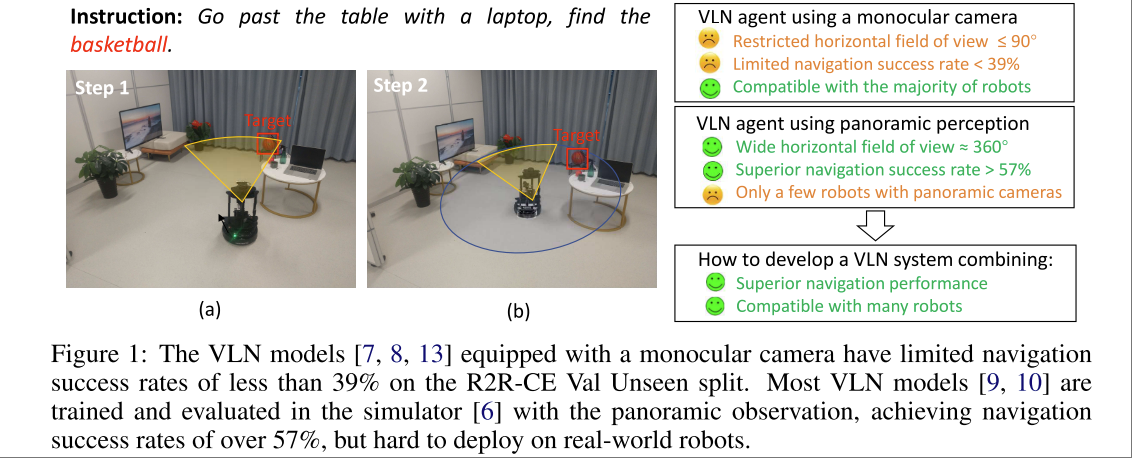 Instruction: Go past the table with a laptop, find the
basketball.
Step 1
Target
(a)
Step 2
Target
(b)
VLN agent using a monocular camera
Restricted horizontal field of view ≤ 90°
Limited navigation success rate < 39%
Compatible with the majority of robots
VLN agent using panoramic perception
Wide horizontal field of view ≈ 360°
Superior navigation success rate > 57%
Only a few robots with panoramic cameras
How to develop a VLN system combining:
Superior navigation performance
Compatible with many robots
Figure 1: The VLN models [7, 8, 13] equipped with a monocular camera have limited navigation
success rates of less than 39% on the R2R-CE Val Unseen split. Most VLN models [9, 10] are
trained and evaluated in the simulator [6] with the panoramic observation, achieving navigation
success rates of over 57%, but hard to deploy on real-world robots.